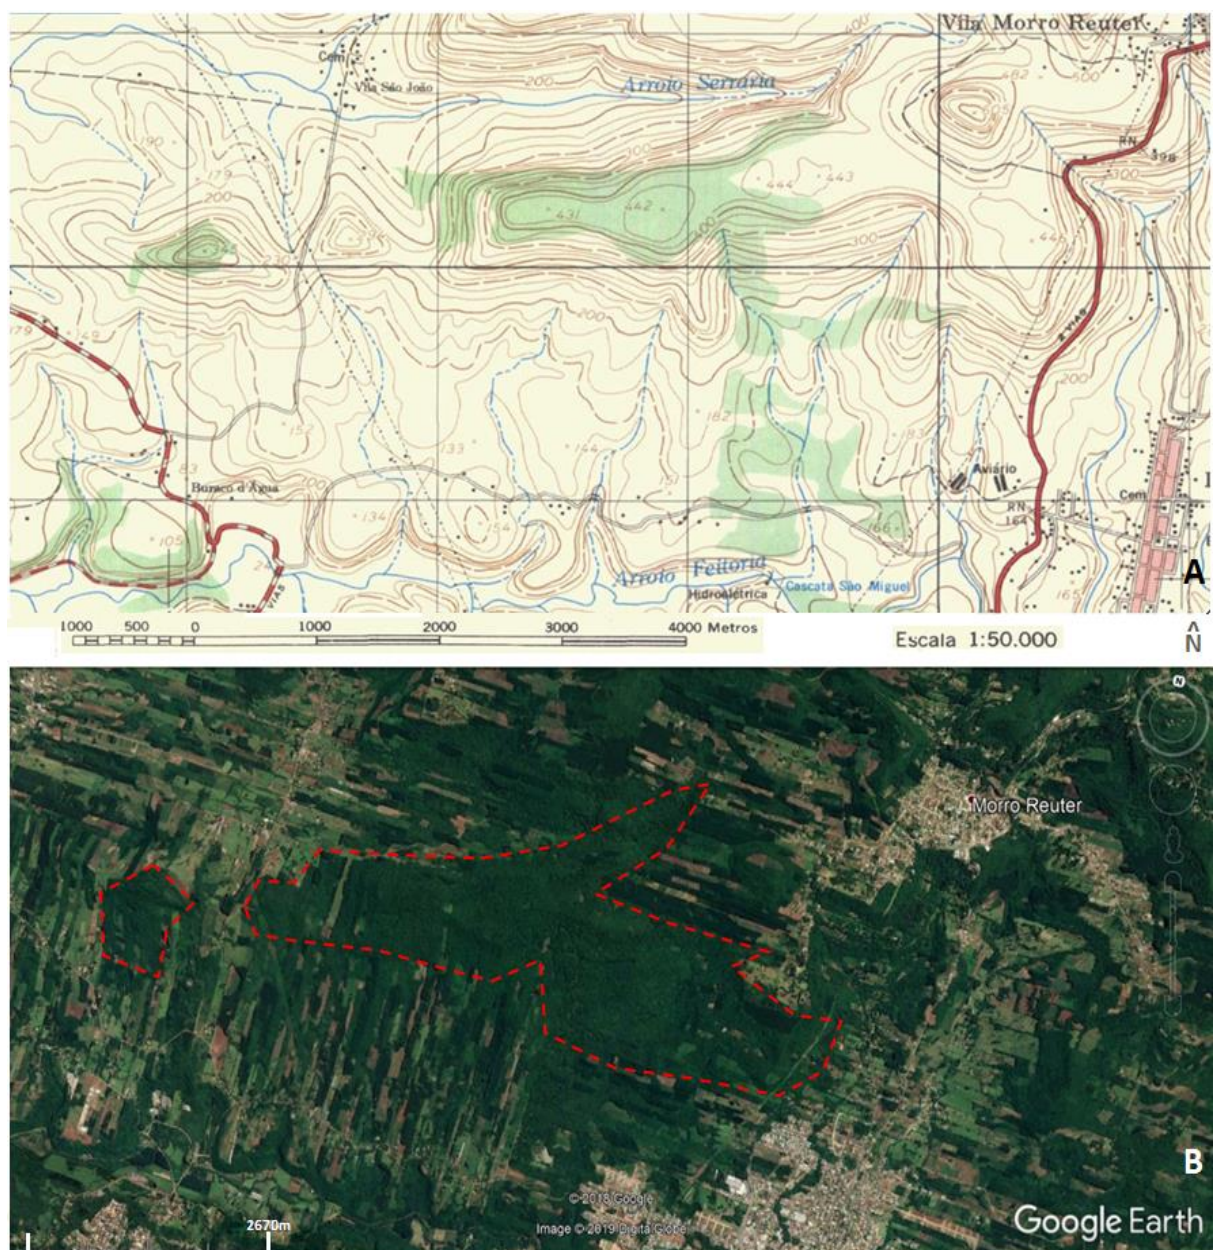 Vila Morro Reuter
Cem
Vila São João
200
Arroio Serraria
400
482
500
190
179
200
300
RN
398
300
444
443
431
442
400
300
446
200
179
149
2 VIAS
200
152
133
144
182
183
151
83
Buraco d'Água
Aviário
Cem
134
154
RN
164
166
105
Arroio Feitoria
Hidroelétrica
Cascata São Miguel
VIAS
165
A
1000 500 0 1000 2000 3000 4000 Metros
Escala 1:50.000
N
N
Morro Reuter
B
© 2018 Google
Image © 2019 DigitalGlobe
2670m
Google Earth